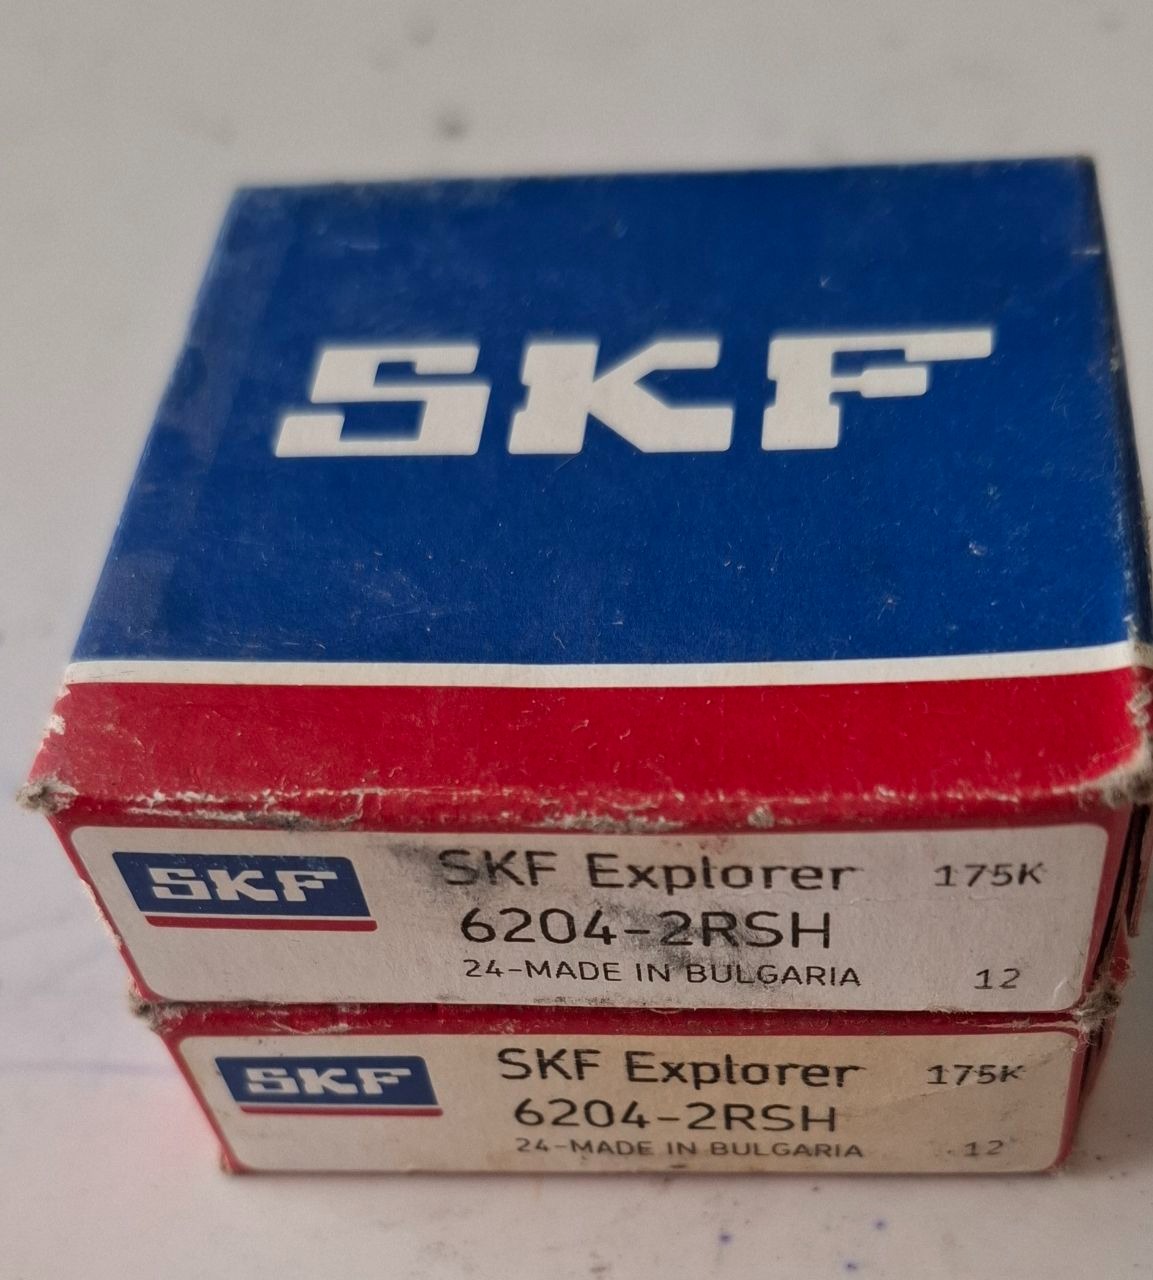 SKF
SKF
SKF Explorer 175K
6204-2RSH
24-MADE IN BULGARIA 12
SKF
SKF Explorer 175K
6204-2RSH
24-MADE IN BULGARIA 12